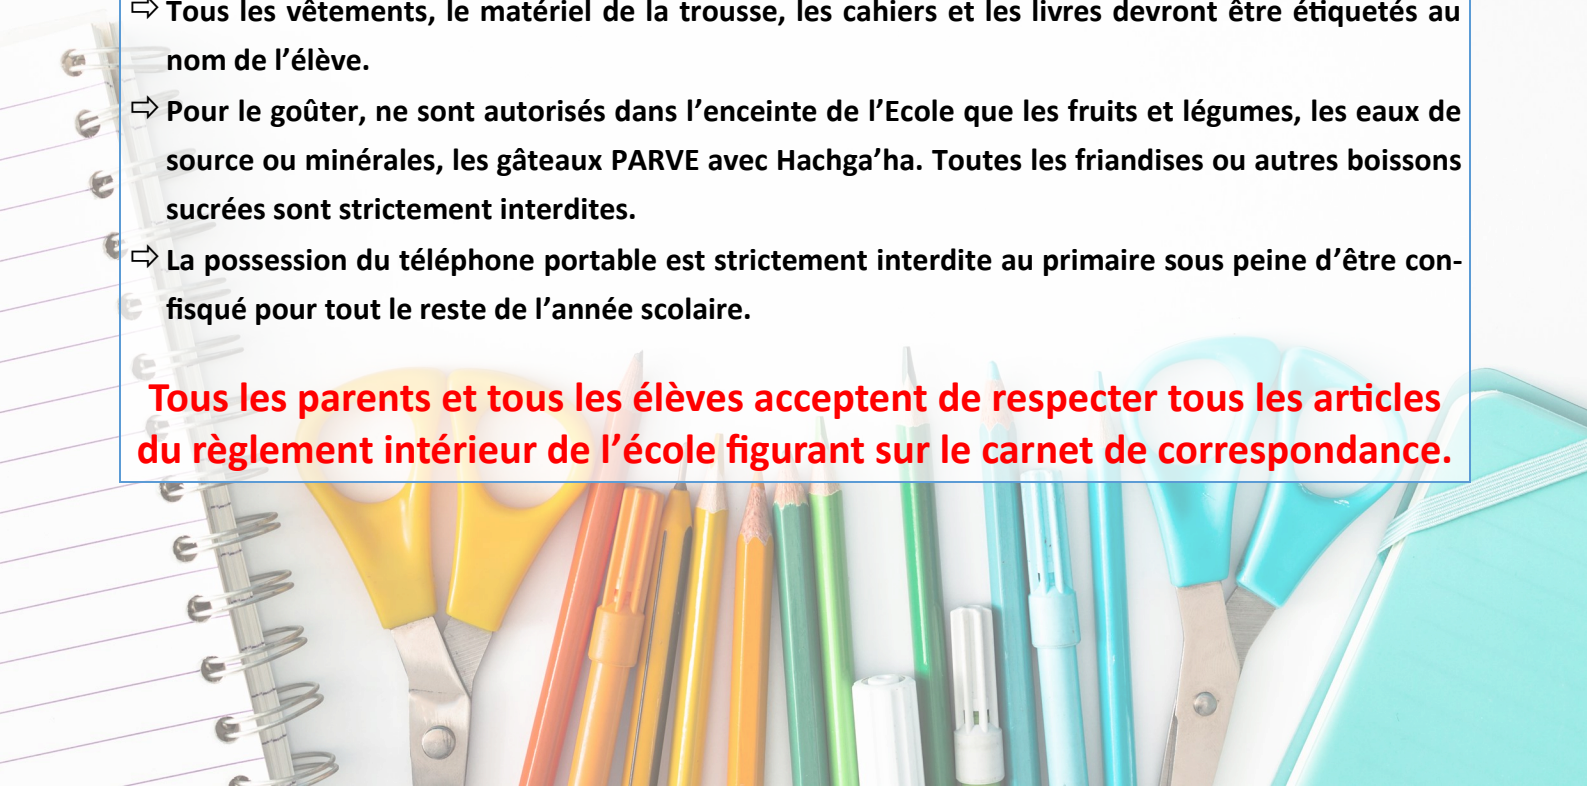 ⇨ Tous les vêtements, le matériel de la trousse, les cahiers et les livres devront être étiquetés au
nom de l’élève.
⇨ Pour le goûter, ne sont autorisés dans l’enceinte de l’Ecole que les fruits et légumes, les eaux de
source ou minérales, les gâteaux PARVE avec Hachga’ha. Toutes les friandises ou autres boissons
sucrées sont strictement interdites.
⇨ La possession du téléphone portable est strictement interdite au primaire sous peine d’être con-
fisqué pour tout le reste de l’année scolaire.
Tous les parents et tous les élèves acceptent de respecter tous les articles
du règlement intérieur de l’école figurant sur le carnet de correspondance.